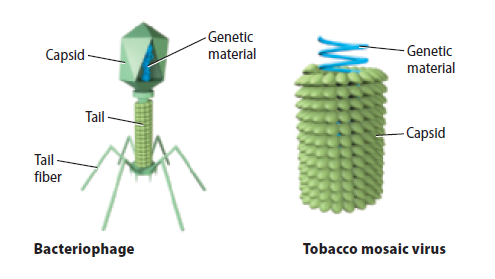 Capsid
Genetic
material
Tail
Tail
fiber
Bacteriophage
Genetic
material
Capsid
Tobacco mosaic virus